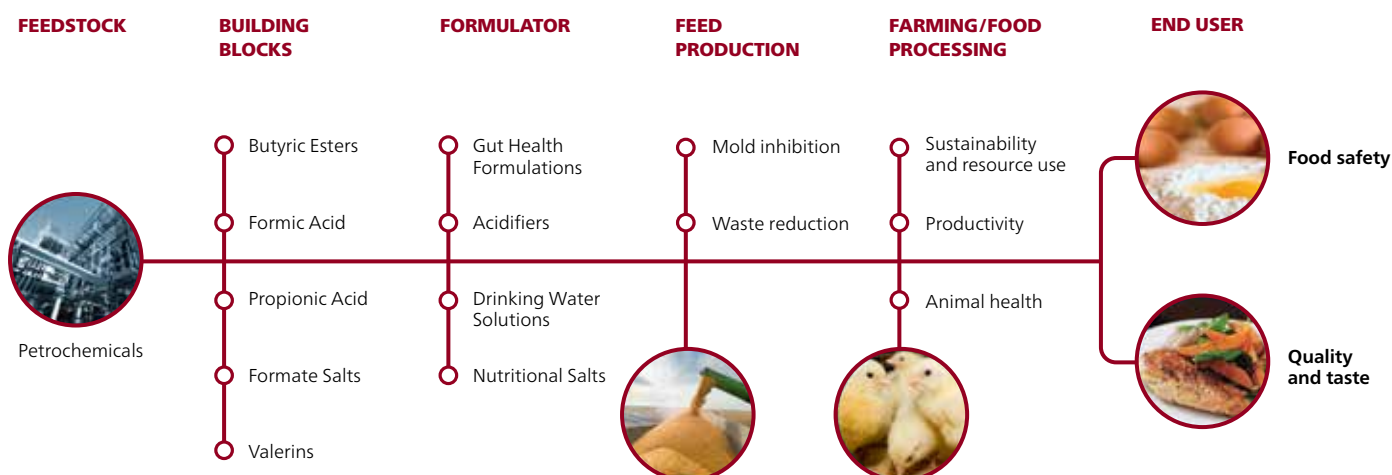 FEEDSTOCK
BUILDING
BLOCKS
FORMULATOR
FEED
PRODUCTION
FARMING/FOOD
PROCESSING
END USER
Petrochemicals
Butyric Esters
Formic Acid
Propionic Acid
Formate Salts
Valerins
Gut Health
Formulations
Acidifiers
Drinking Water
Solutions
Nutritional Salts
Mold inhibition
Waste reduction
Sustainability
and resource use
Productivity
Animal health
Food safety
Quality
and taste